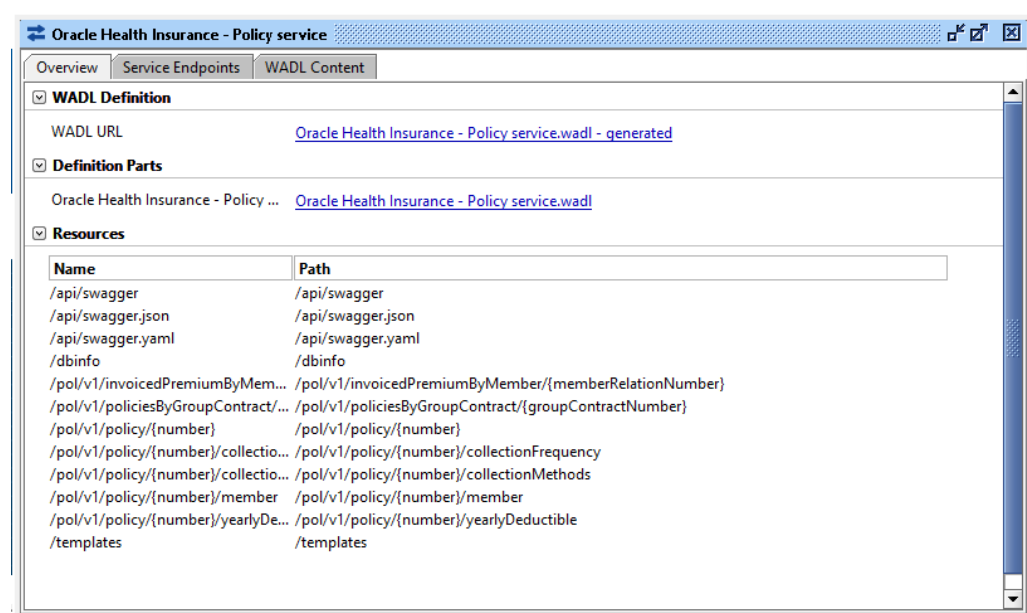 Oracle Health Insurance - Policy service
Overview Service Endpoints WADL Content
WADL Definition
WADL URL Oracle Health Insurance - Policy service.wadl - generated
Definition Parts
Oracle Health Insurance - Policy ... Oracle Health Insurance - Policy service.wadl
Resources
Name Path
/api/swagger /api/swagger
/api/swagger.json /api/swagger.json
/api/swagger.yaml /api/swagger.yaml
/dbinfo /dbinfo
/pol/v1/invoicedPremiumByMem... /pol/v1/invoicedPremiumByMember/{memberRelationNumber}
/pol/v1/policiesByGroupContract/... /pol/v1/policiesByGroupContract/{groupContractNumber}
/pol/v1/policy/{number} /pol/v1/policy/{number}
/pol/v1/policy/{number}/collectio... /pol/v1/policy/{number}/collectionFrequency
/pol/v1/policy/{number}/collectio... /pol/v1/policy/{number}/collectionMethods
/pol/v1/policy/{number}/member /pol/v1/policy/{number}/member
/pol/v1/policy/{number}/yearlyDe... /pol/v1/policy/{number}/yearlyDeductible
/templates /templates